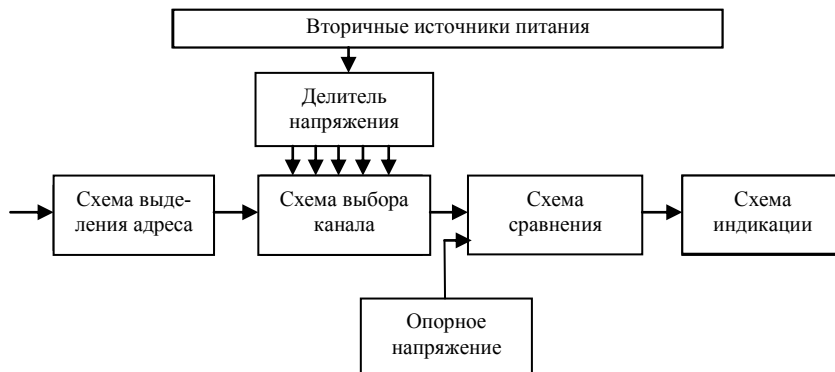 Вторичные источники питания
Делитель
напряжения
Схема выде-
ления адреса
Схема выбора
канала
Схема
сравнения
Схема
индикации
Опорное
напряжение